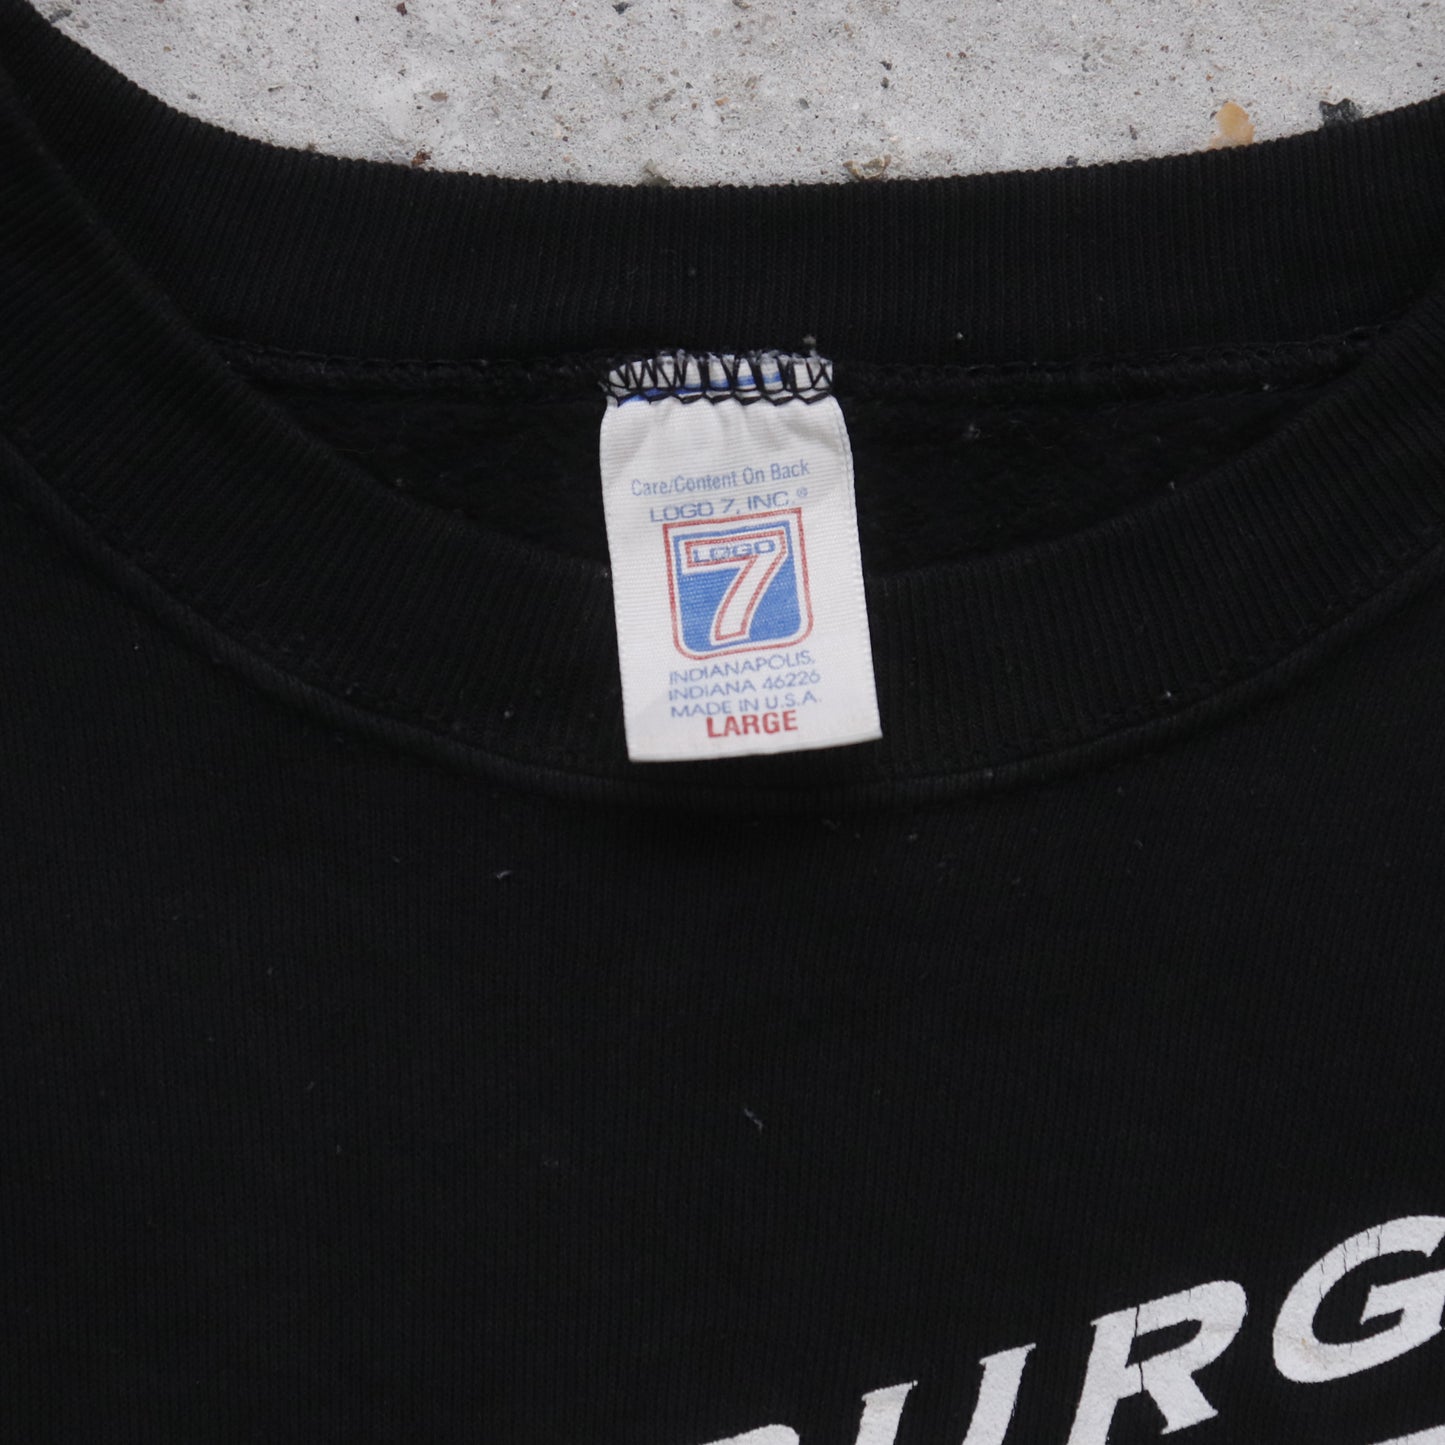 Care/Content On Back
LOGO 7, INC.®
LOGO
7
INDIANAPOLIS,
INDIANA 46226
MADE IN U.S.A.
LARGE
BURG